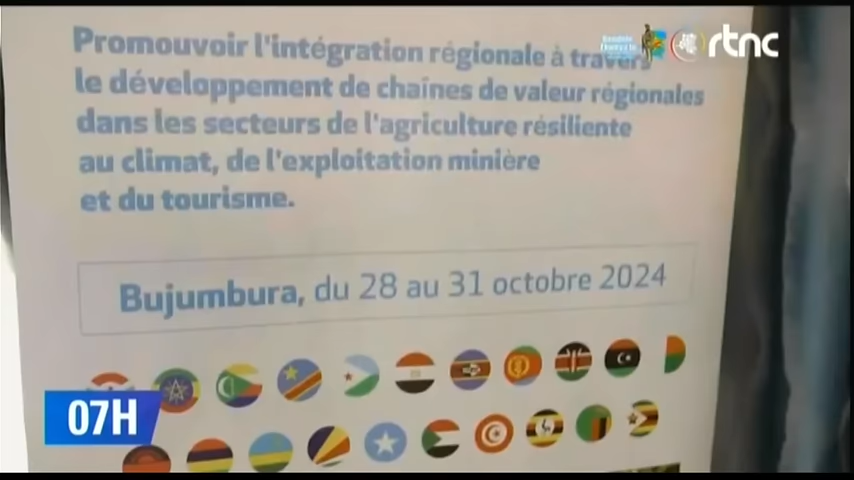 rtnc
Promouvoir l'intégration régionale à travers
le développement de chaînes de valeur régionales
dans les secteurs de l'agriculture résiliente
au climat, de l'exploitation minière
et du tourisme.
Bujumbura, du 28 au 31 octobre 2024
07H